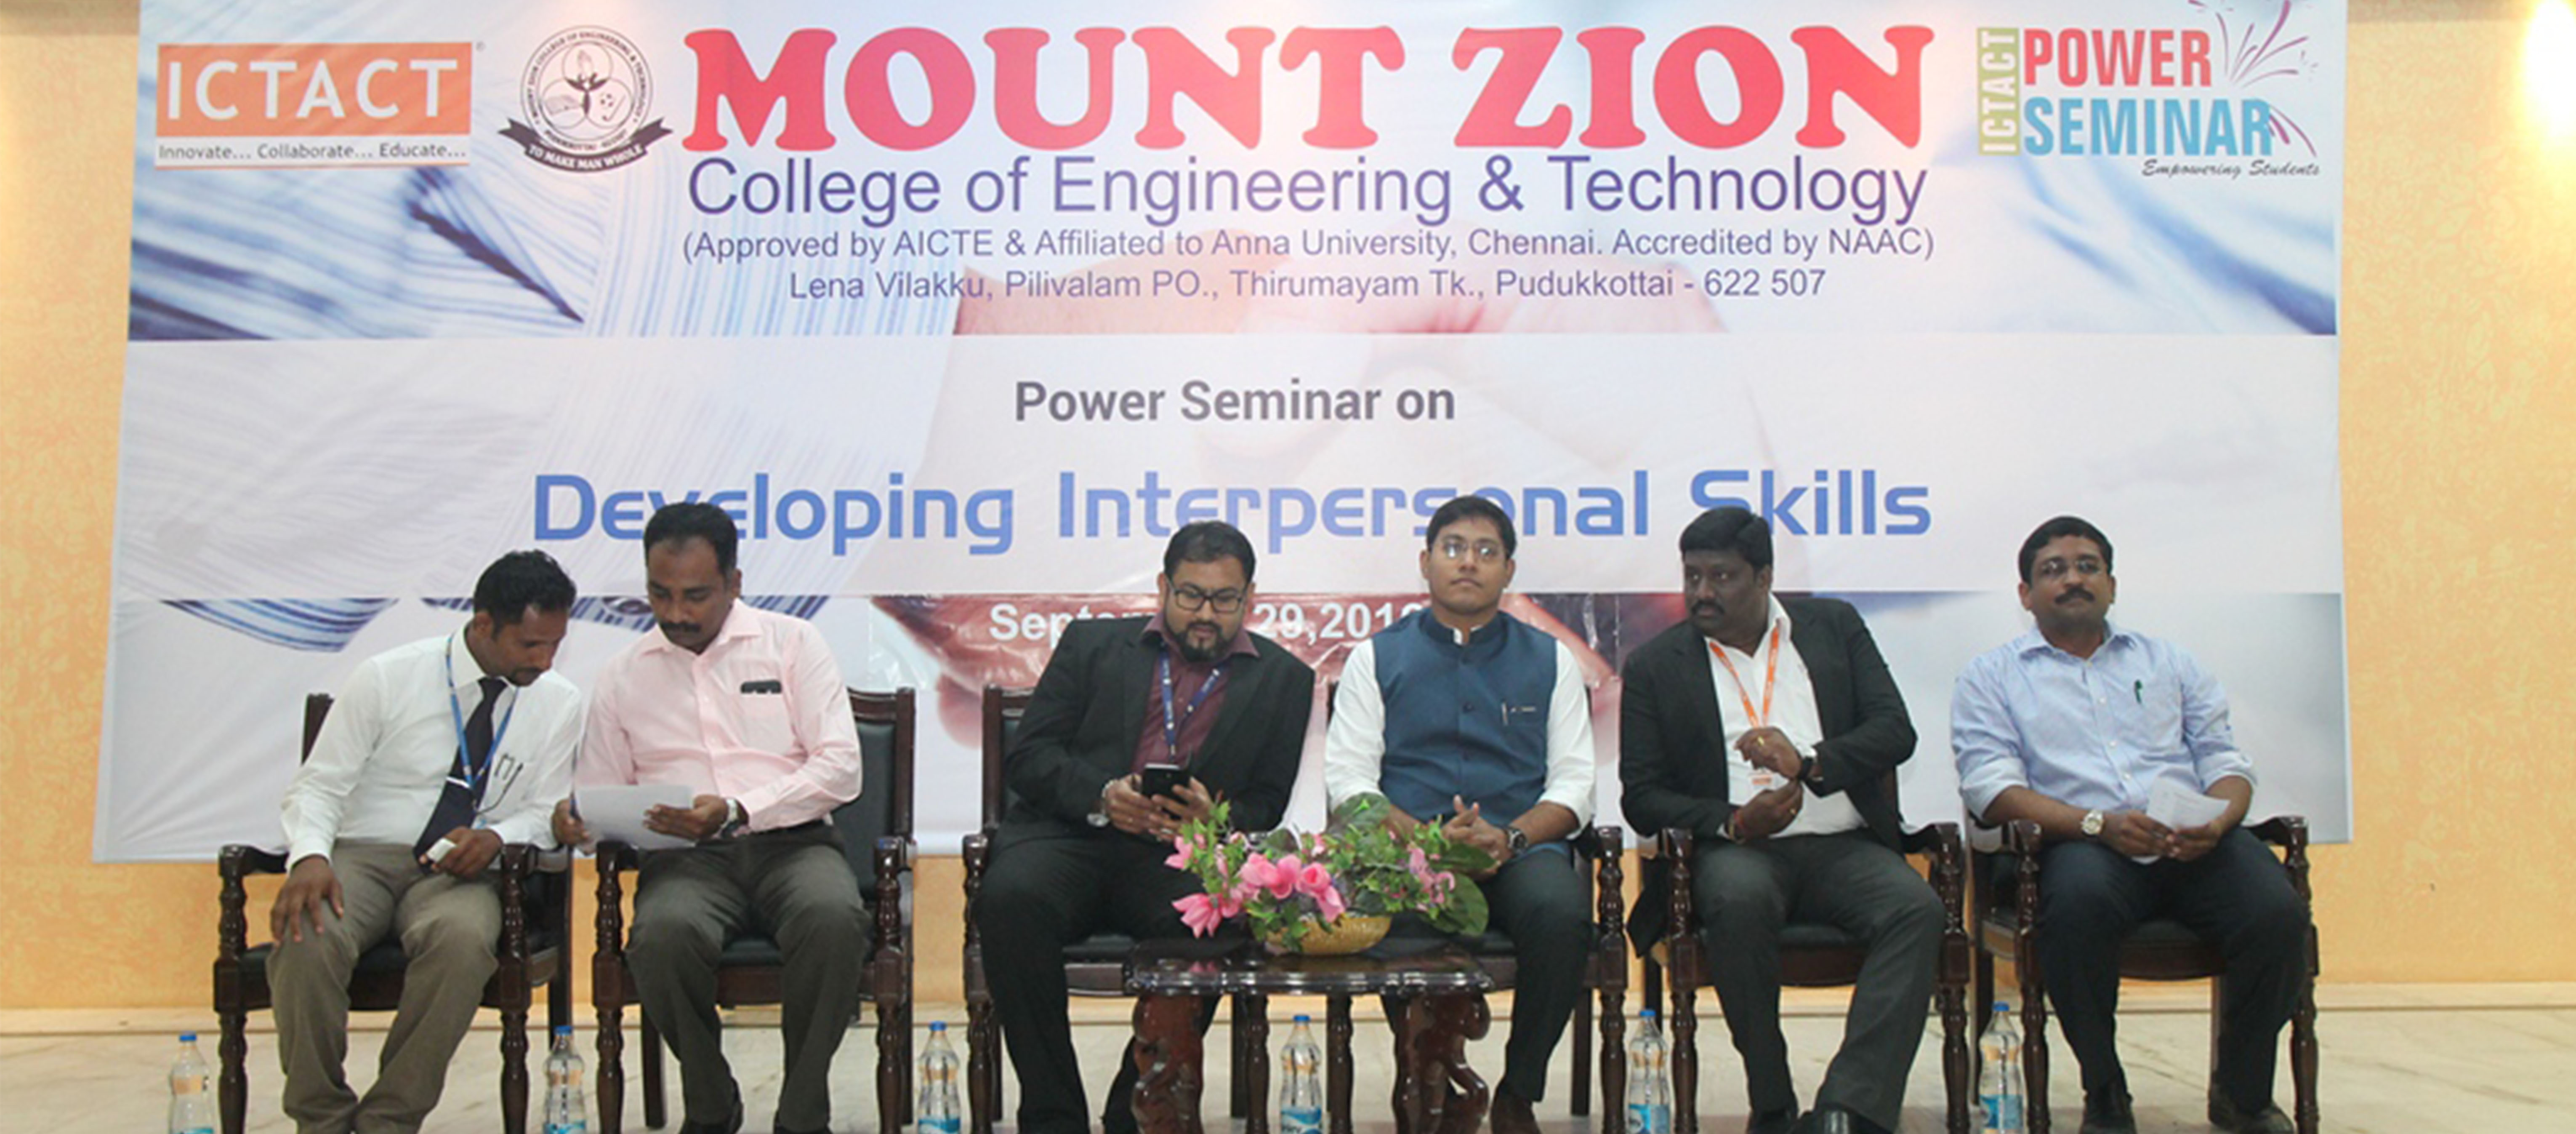 ICTACT
Innovate... Collaborate... Educate...
TO MAKE MAN WHOLE
MOUNT ZION
College of Engineering & Technology
(Approved by AICTE & Affiliated to Anna University, Chennai. Accredited by NAAC)
Lena Vilakku, Pilivalam PO., Thirumayam Tk., Pudukkottai - 622 507
ICTACT
POWER
SEMINAR
Empowering Students
Power Seminar on
Developing Interpersonal Skills
29,201